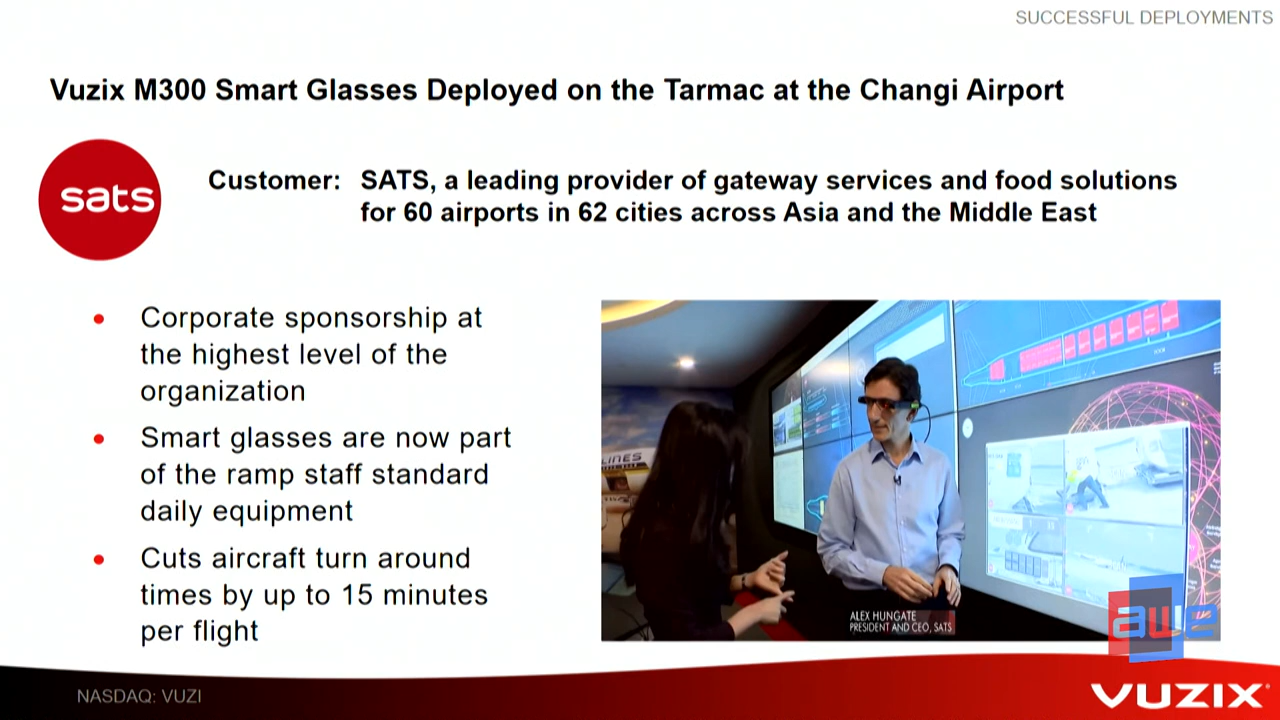 SUCCESSFUL DEPLOYMENTS
Vuzix M300 Smart Glasses Deployed on the Tarmac at the Changi Airport
sats
Customer: SATS, a leading provider of gateway services and food solutions
for 60 airports in 62 cities across Asia and the Middle East
• Corporate sponsorship at
the highest level of the
organization
• Smart glasses are now part
of the ramp staff standard
daily equipment
• Cuts aircraft turn around
times by up to 15 minutes
per flight
LINES
ALEX HUNGATE
PRESIDENT AND CEO, SATS
awe
NASDAQ: VUZI
VUZIX